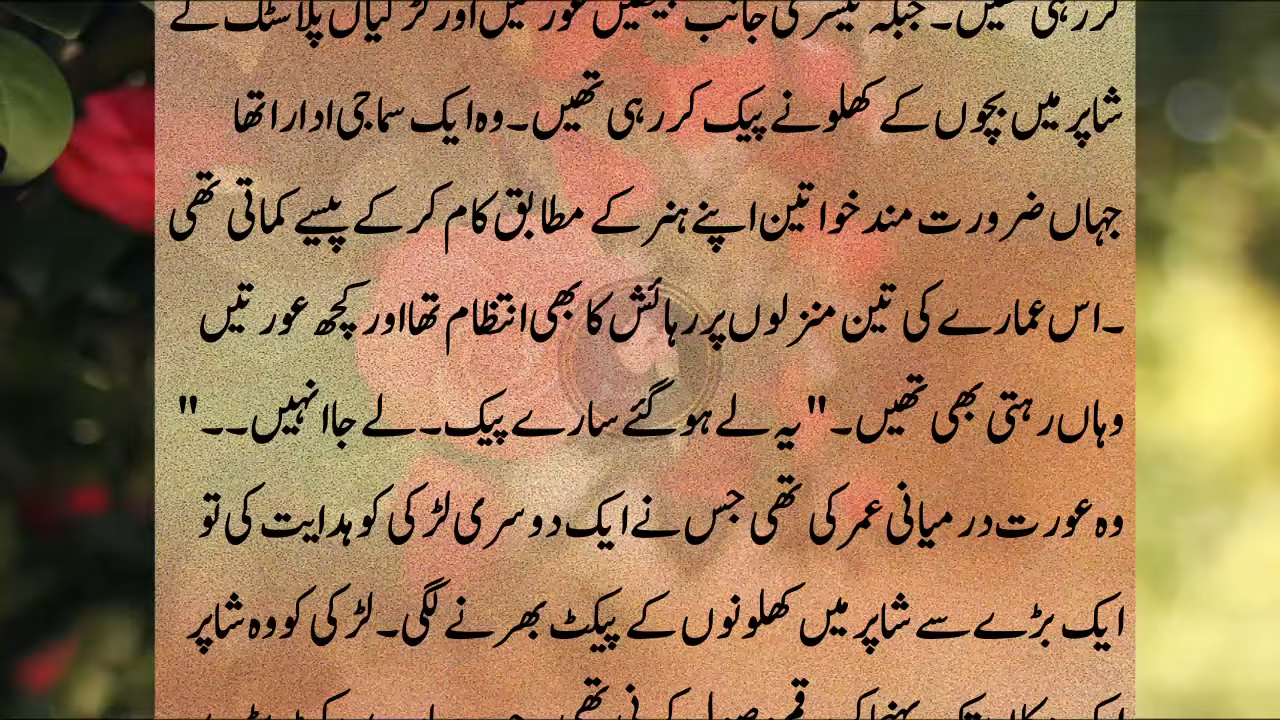 کر رہی تھیں۔ جبکہ تیسری جانب بیٹھیں عورتیں اور لڑکیاں پلاسٹک کے
شاپر میں بچوں کے کھلونے پیک کر رہی تھیں۔ وہ ایک سماجی ادارا تھا
جہاں ضرورت مند خواتین اپنے ہنر کے مطابق کام کر کے پیسے کماتی تھی
۔ اس عمارے کی تین منزلوں پر رہائش کا بھی انتظام تھا اور کچھ عورتیں
وہاں رہتی بھی تھیں۔ "یہ لے ہو گئے سارے پیک۔ لے جا انہیں۔۔"
وہ عورت درمیانی عمر کی تھی جس نے ایک دوسری لڑکی کو ہدایت کی تو
ایک بڑے سے شاپر میں کھلونوں کے پیکٹ بھرنے لگی۔ لڑکی کو وہ شاپر